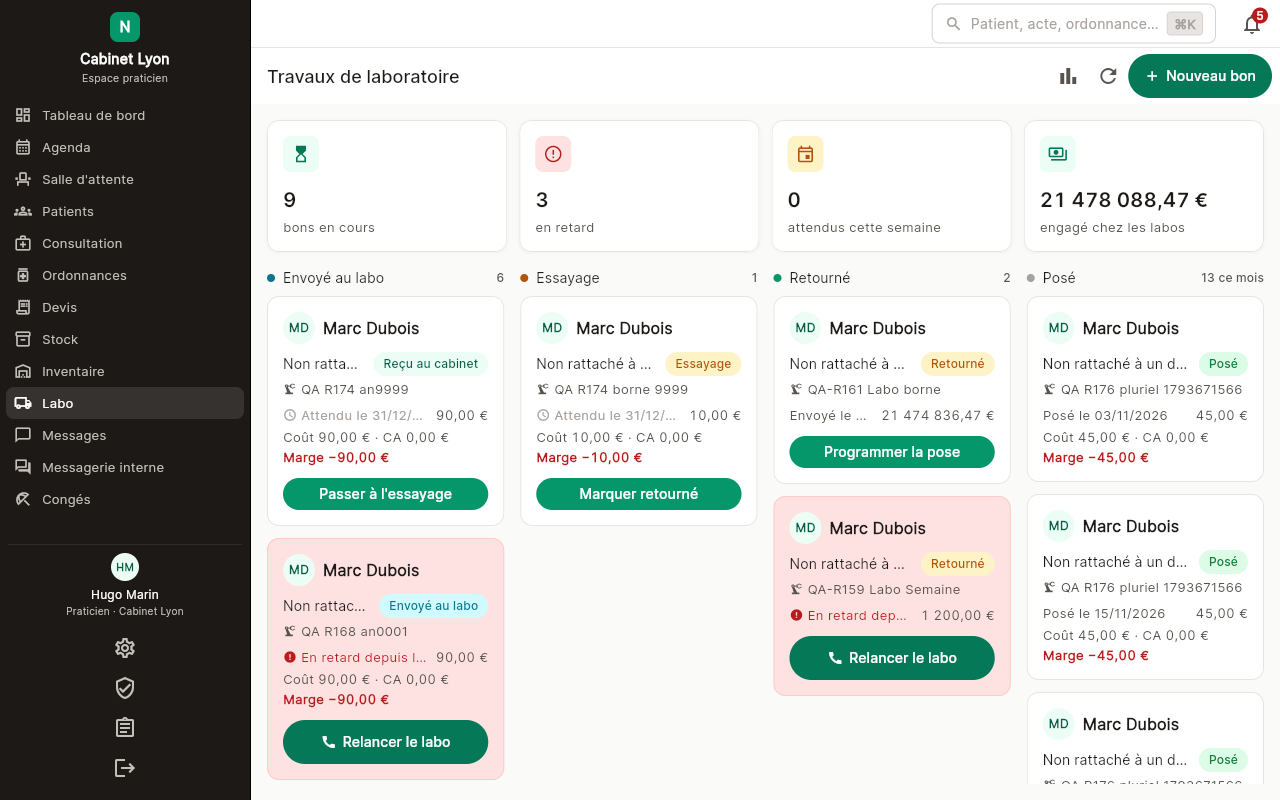 N
Cabinet Lyon
Espace praticien
Tableau de bord
Agenda
Salle d'attente
Patients
Consultation
Ordonnances
Devis
Stock
Inventaire
Labo
Messages
Messagerie interne
Congés
HM
Hugo Marin
Praticien · Cabinet Lyon
Patient, acte, ordonnance... ⌘K
5
Travaux de laboratoire
+ Nouveau bon
9
bons en cours
3
en retard
0
attendus cette semaine
21 478 088,47 €
engagé chez les labos
Envoyé au labo 6
MD Marc Dubois
Non ratta... Reçu au cabinet
QA R174 an9999
Attendu le 31/12/... 90,00 €
Coût 90,00 € · CA 0,00 €
Marge −90,00 €
Passer à l'essayage
MD Marc Dubois
Non rattac... Envoyé au labo
QA R168 an0001
En retard depuis l... 90,00 €
Coût 90,00 € · CA 0,00 €
Marge −90,00 €
Relancer le labo
Essayage 1
MD Marc Dubois
Non rattaché à ... Essayage
QA R174 borne 9999
Attendu le 31/12/... 10,00 €
Coût 10,00 € · CA 0,00 €
Marge −10,00 €
Marquer retourné
Retourné 2
MD Marc Dubois
Non rattaché à ... Retourné
QA-R161 Labo borne
Envoyé le ... 21 474 836,47 €
Programmer la pose
MD Marc Dubois
Non rattaché à ... Retourné
QA-R159 Labo Semaine
En retard dep... 1 200,00 €
Relancer le labo
Posé 13 ce mois
MD Marc Dubois
Non rattaché à un d... Posé
QA R176 pluriel 1793671566
Posé le 03/11/2026 45,00 €
Coût 45,00 € · CA 0,00 €
Marge −45,00 €
MD Marc Dubois
Non rattaché à un d... Posé
QA R176 pluriel 1793671566
Posé le 15/11/2026 45,00 €
Coût 45,00 € · CA 0,00 €
Marge −45,00 €
MD Marc Dubois
Non rattaché à un d... Posé
QA R176 pluriel 1793671566